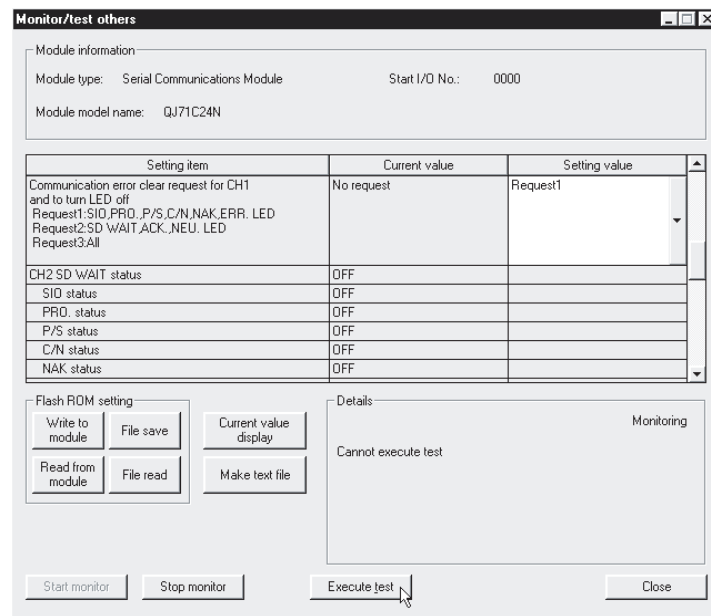 Monitor/test others
Module information
Module type: Serial Communications Module Start I/O No.: 0000
Module model name: QJ71C24N
Setting item Current value Setting value
Communication error clear request for CH1 No request Request1
and to turn LED off
Request1:SIO,PRO.,P/S,C/N,NAK,ERR. LED
Request2:SD WAIT,ACK.,NEU. LED
Request3:All
CH2 SD WAIT status OFF
SIO status OFF
PRO. status OFF
P/S status OFF
C/N status OFF
NAK status OFF
Flash ROM setting
Write to
module
File save
Current value
display
Read from
module
File read
Make text file
Details
Monitoring
Cannot execute test
Start monitor Stop monitor Execute test Close